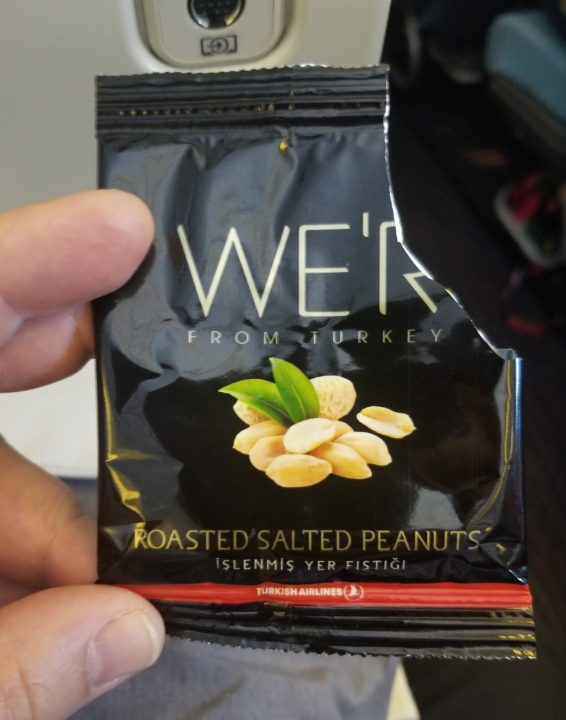 WE'R
FROM TURKEY
ROASTED SALTED PEANUTS
İŞLENMİŞ YER FISTIĞI
TURKISH AIRLINES